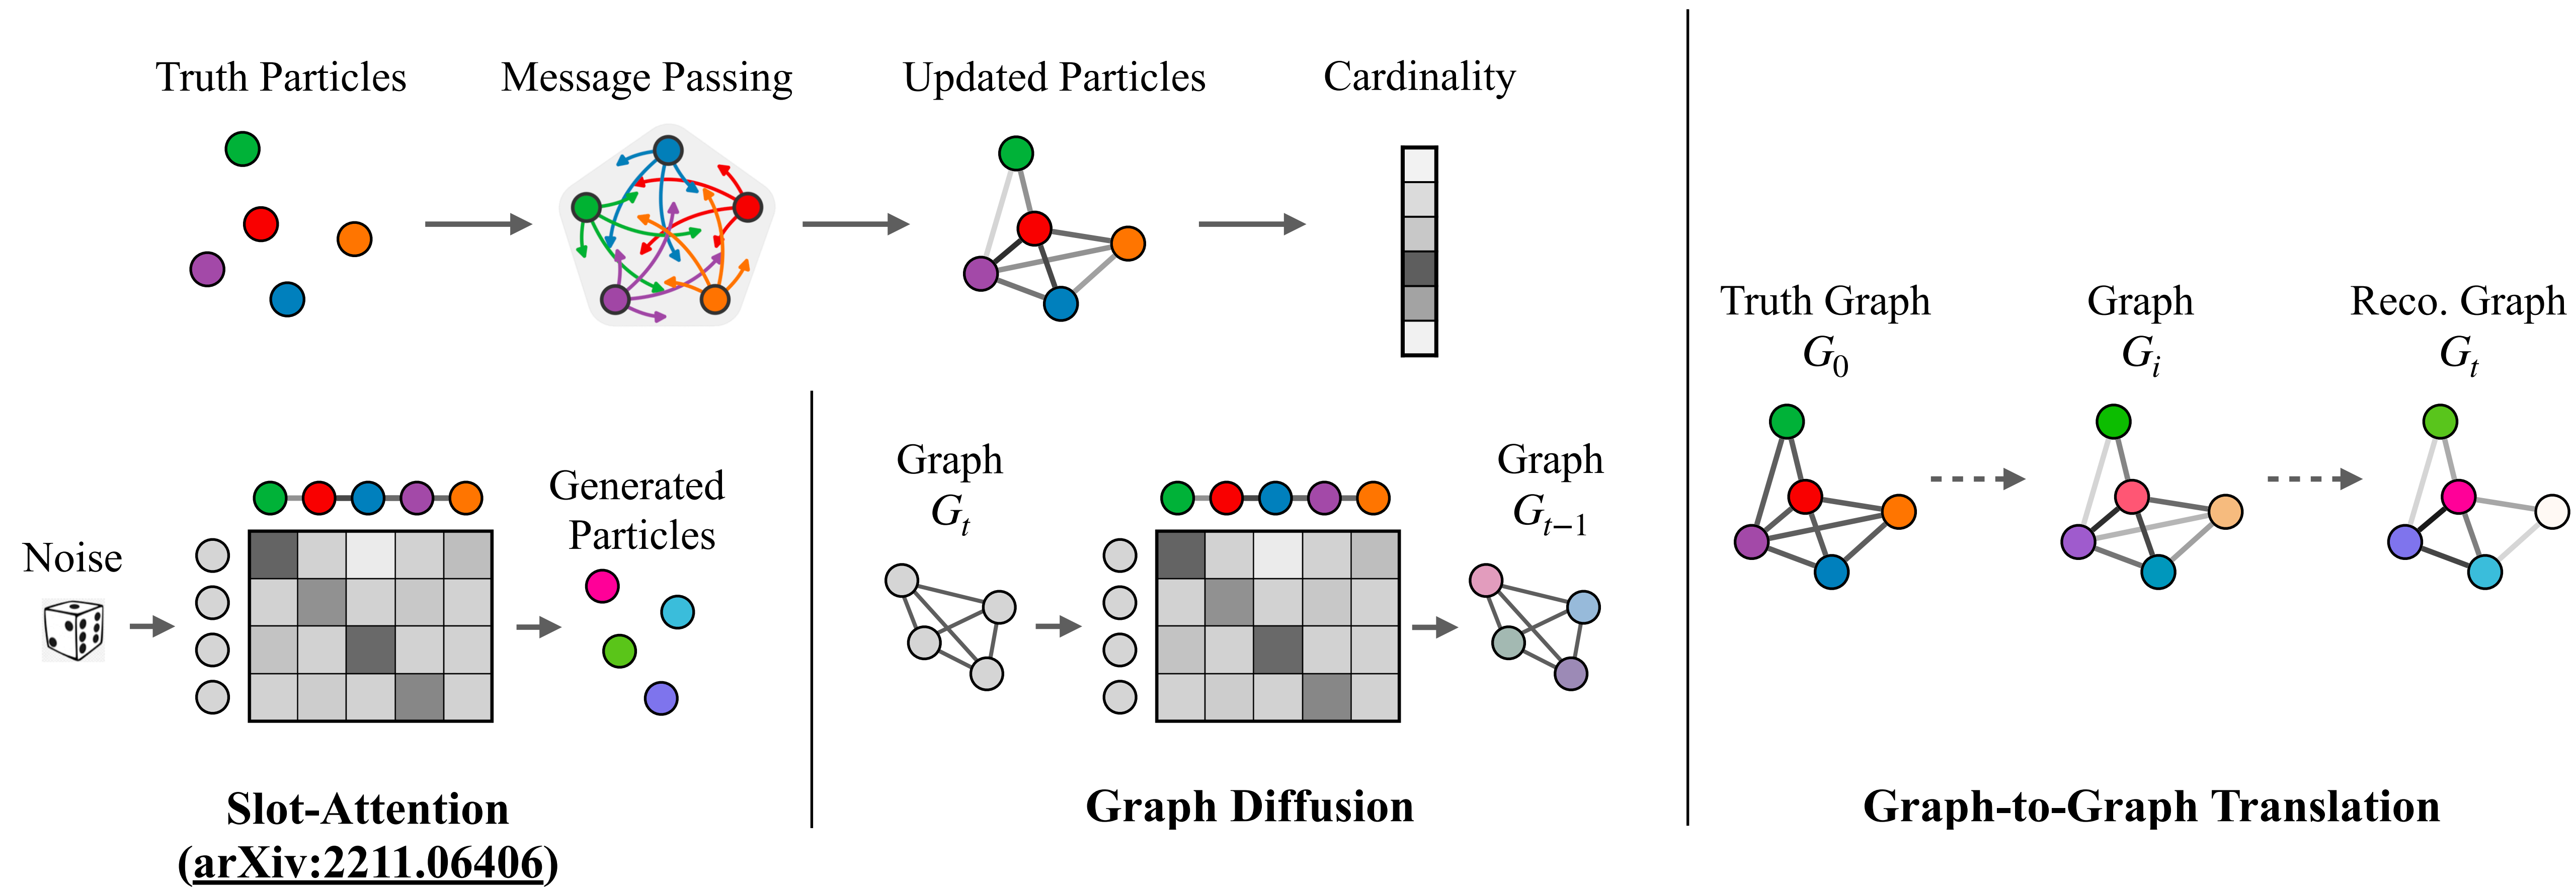 Truth Particles
Message Passing
Updated Particles
Cardinality
Noise
Generated
Particles
Slot-Attention
(arXiv:2211.06406)
Graph
Gₜ
Graph
Gₜ₋₁
Graph Diffusion
Truth Graph
G₀
Graph
Gᵢ
Reco. Graph
Gₜ
Graph-to-Graph Translation